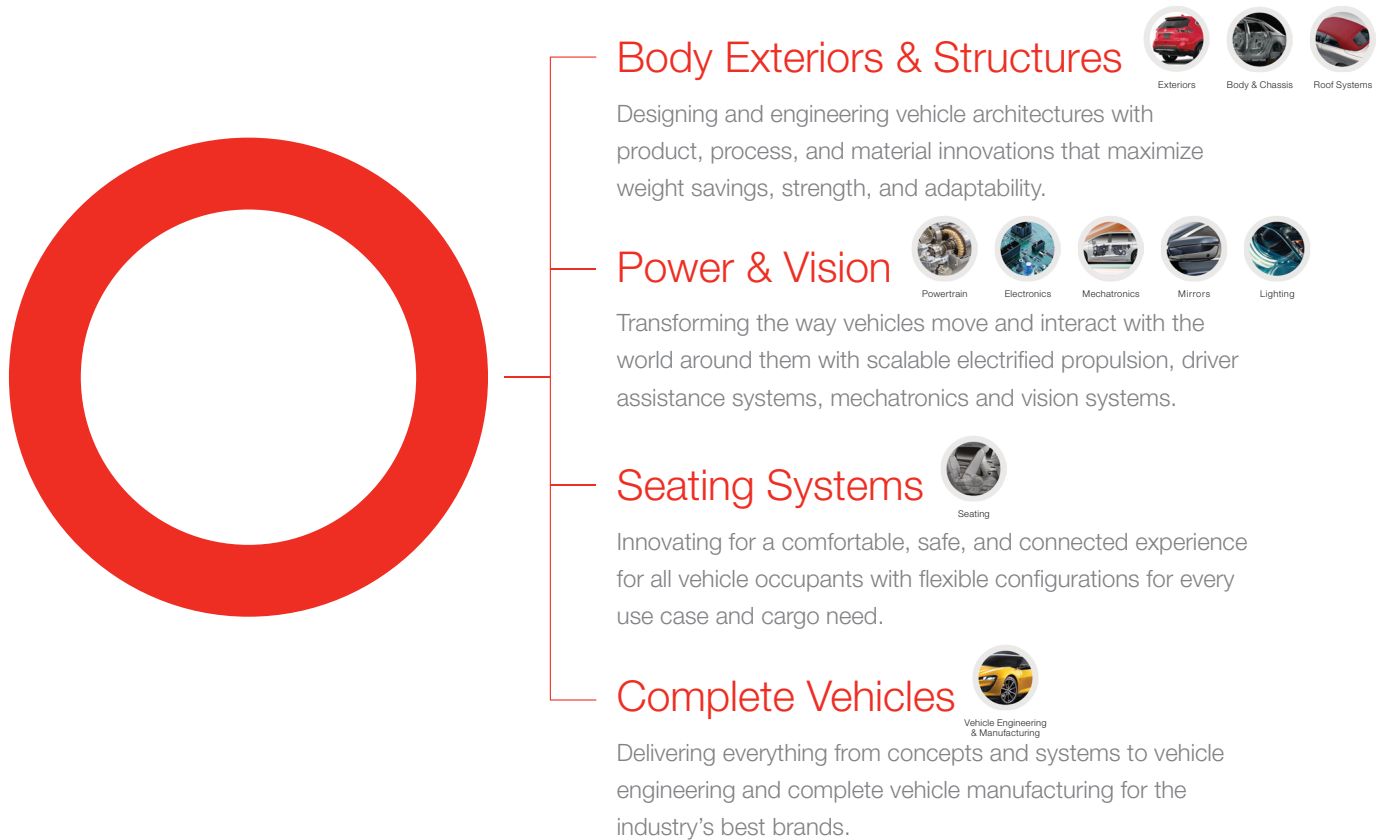 Body Exteriors & Structures
Exteriors
Body & Chassis
Roof Systems
Designing and engineering vehicle architectures with
product, process, and material innovations that maximize
weight savings, strength, and adaptability.
Power & Vision
Powertrain
Electronics
Mechatronics
Mirrors
Lighting
Transforming the way vehicles move and interact with the
world around them with scalable electrified propulsion, driver
assistance systems, mechatronics and vision systems.
Seating Systems
Seating
Innovating for a comfortable, safe, and connected experience
for all vehicle occupants with flexible configurations for every
use case and cargo need.
Complete Vehicles
Vehicle Engineering
& Manufacturing
Delivering everything from concepts and systems to vehicle
engineering and complete vehicle manufacturing for the
industry’s best brands.